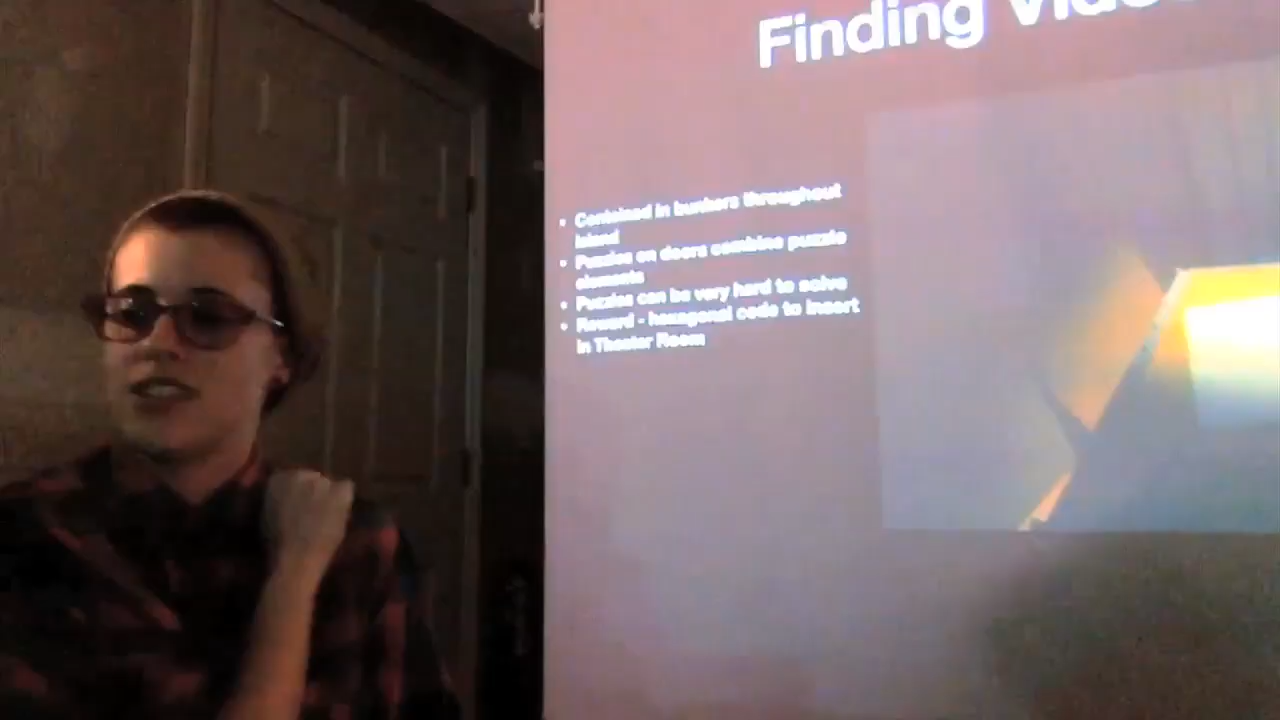 Finding Video
• Contained in bunkers throughout
island
• Puzzles on doors combine puzzle
elements
• Puzzles can be very hard to solve
• Reward - hexagonal code to insert
in Theater Room